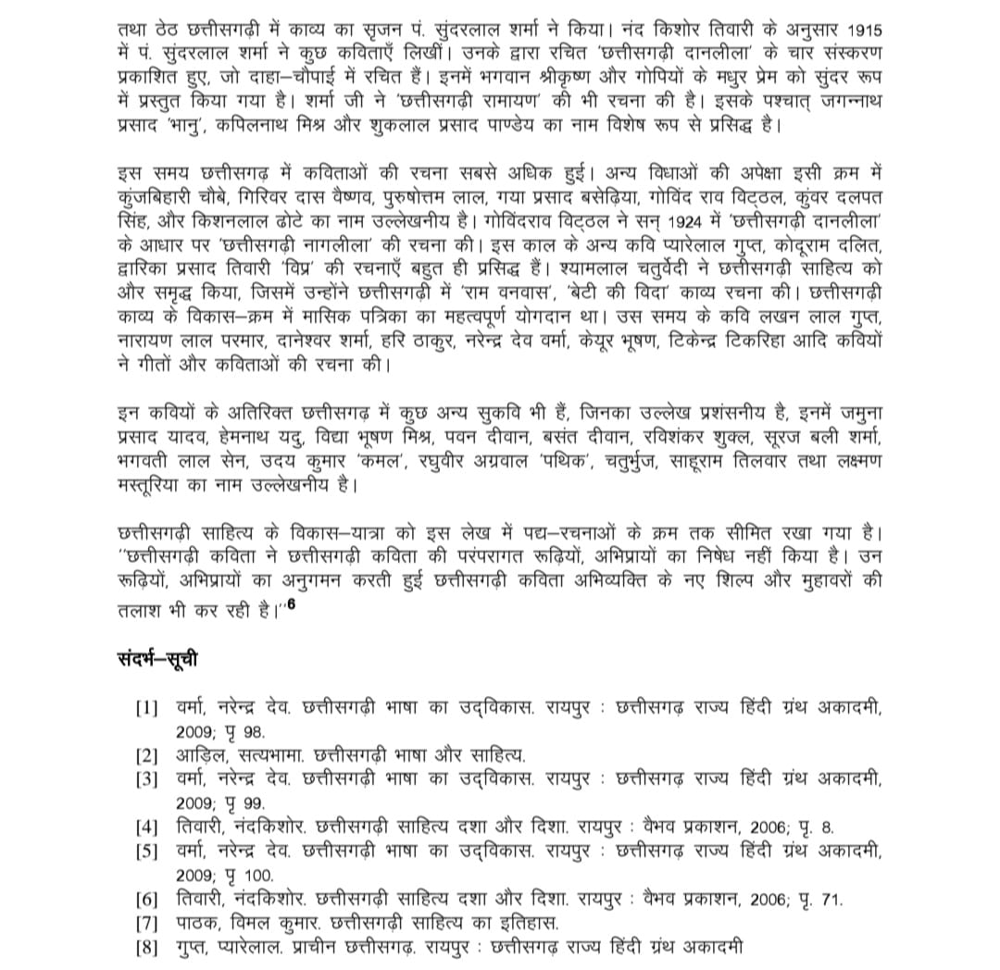 तथा ठेठ छत्तीसगढ़ी में काव्य का सृजन पं. सुंदरलाल शर्मा ने किया। नंद किशोर तिवारी के अनुसार 1915
में पं. सुंदरलाल शर्मा ने कुछ कविताएँ लिखीं। उनके द्वारा रचित 'छत्तीसगढ़ी दानलीला' के चार संस्करण
प्रकाशित हुए, जो दाहा–चौपाई में रचित हैं। इनमें भगवान श्रीकृष्ण और गोपियों के मधुर प्रेम को सुंदर रूप
में प्रस्तुत किया गया है। शर्मा जी ने 'छत्तीसगढ़ी रामायण' की भी रचना की है। इसके पश्चात् जगन्नाथ
प्रसाद 'भानु', कपिलनाथ मिश्र और शुकलाल प्रसाद पाण्डेय का नाम विशेष रूप से प्रसिद्ध है।
इस समय छत्तीसगढ़ में कविताओं की रचना सबसे अधिक हुई। अन्य विधाओं की अपेक्षा इसी क्रम में
कुंजबिहारी चौबे, गिरिवर दास वैष्णव, पुरुषोत्तम लाल, गया प्रसाद बसेढ़िया, गोविंद राव विट्ठल, कुंवर दलपत
सिंह, और किशनलाल ढोटे का नाम उल्लेखनीय है। गोविंदराव विट्ठल ने सन् 1924 में 'छत्तीसगढ़ी दानलीला'
के आधार पर 'छत्तीसगढ़ी नागलीला' की रचना की। इस काल के अन्य कवि प्यारेलाल गुप्त, कोदूराम दलित,
द्वारिका प्रसाद तिवारी 'विप्र' की रचनाएँ बहुत ही प्रसिद्ध हैं। श्यामलाल चतुर्वेदी ने छत्तीसगढ़ी साहित्य को
और समृद्ध किया, जिसमें उन्होंने छत्तीसगढ़ी में 'राम वनवास', 'बेटी की विदा' काव्य रचना की। छत्तीसगढ़ी
काव्य के विकास–क्रम में मासिक पत्रिका का महत्वपूर्ण योगदान था। उस समय के कवि लखन लाल गुप्त,
नारायण लाल परमार, दानेश्वर शर्मा, हरि ठाकुर, नरेन्द्र देव वर्मा, केयूर भूषण, टिकेन्द्र टिकरिहा आदि कवियों
ने गीतों और कविताओं की रचना की।
इन कवियों के अतिरिक्त छत्तीसगढ़ में कुछ अन्य सुकवि भी हैं, जिनका उल्लेख प्रशंसनीय है, इनमें जमुना
प्रसाद यादव, हेमनाथ यदु, विद्या भूषण मिश्र, पवन दीवान, बसंत दीवान, रविशंकर शुक्ल, सूरज बली शर्मा,
भगवती लाल सेन, उदय कुमार 'कमल', रघुवीर अग्रवाल 'पथिक', चतुर्भुज, साहूराम तिलवार तथा लक्ष्मण
मस्तूरिया का नाम उल्लेखनीय है।
छत्तीसगढ़ी साहित्य के विकास–यात्रा को इस लेख में पद्य–रचनाओं के क्रम तक सीमित रखा गया है।
"छत्तीसगढ़ी कविता ने छत्तीसगढ़ी कविता की परंपरागत रूढ़ियों, अभिप्रायों का निषेध नहीं किया है। उन
रूढ़ियों, अभिप्रायों का अनुगमन करती हुई छत्तीसगढ़ी कविता अभिव्यक्ति के नए शिल्प और मुहावरों की
तलाश भी कर रही है।"6
संदर्भ–सूची
[1] वर्मा, नरेन्द्र देव. छत्तीसगढ़ी भाषा का उद्विकास. रायपुर : छत्तीसगढ़ राज्य हिंदी ग्रंथ अकादमी,
2009; पृ 98.
[2] आड़िल, सत्यभामा. छत्तीसगढ़ी भाषा और साहित्य.
[3] वर्मा, नरेन्द्र देव. छत्तीसगढ़ी भाषा का उद्विकास. रायपुर : छत्तीसगढ़ राज्य हिंदी ग्रंथ अकादमी,
2009; पृ 99.
[4] तिवारी, नंदकिशोर. छत्तीसगढ़ी साहित्य दशा और दिशा. रायपुर : वैभव प्रकाशन, 2006; पृ. 8.
[5] वर्मा, नरेन्द्र देव. छत्तीसगढ़ी भाषा का उद्विकास. रायपुर : छत्तीसगढ़ राज्य हिंदी ग्रंथ अकादमी,
2009; पृ 100.
[6] तिवारी, नंदकिशोर. छत्तीसगढ़ी साहित्य दशा और दिशा. रायपुर : वैभव प्रकाशन, 2006; पृ. 71.
[7] पाठक, विमल कुमार. छत्तीसगढ़ी साहित्य का इतिहास.
[8] गुप्त, प्यारेलाल. प्राचीन छत्तीसगढ़. रायपुर : छत्तीसगढ़ राज्य हिंदी ग्रंथ अकादमी